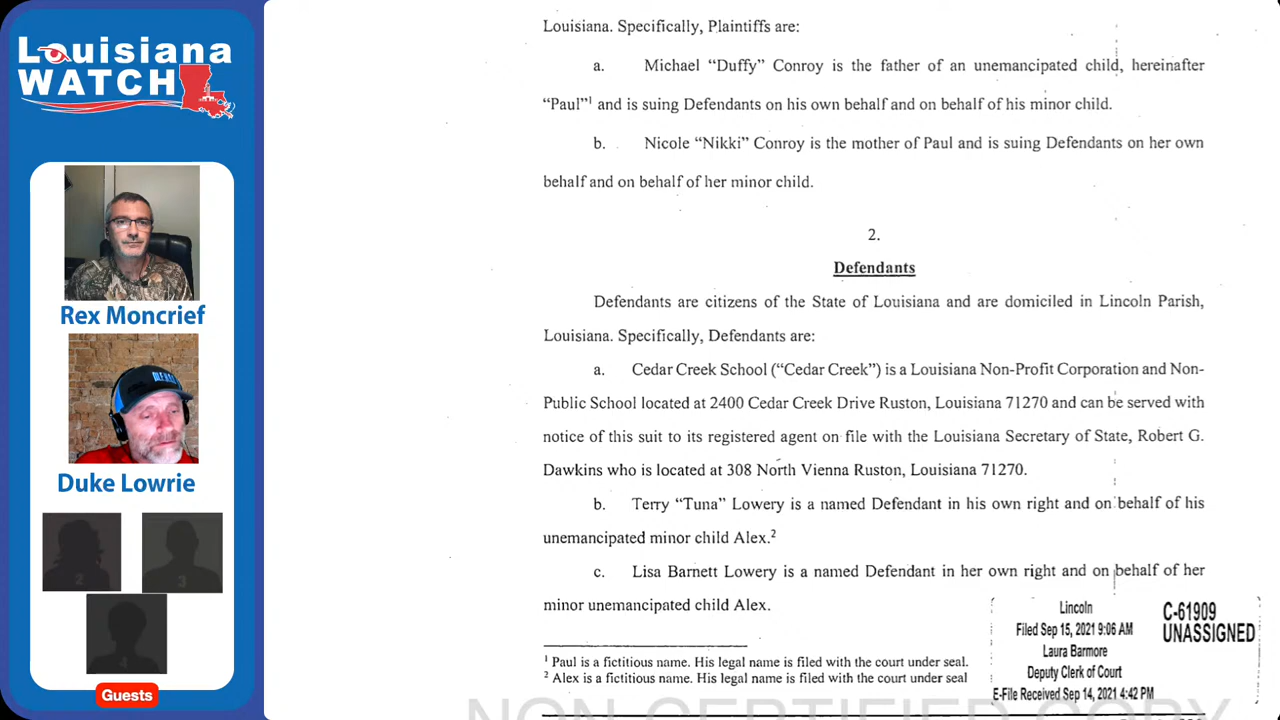 Louisiana
WATCH
Rex Moncrief
Duke Lowrie
2
3
4
Guests
Louisiana. Specifically, Plaintiffs are:
a. Michael “Duffy” Conroy is the father of an unemancipated child, hereinafter
“Paul”¹ and is suing Defendants on his own behalf and on behalf of his minor child.
b. Nicole “Nikki” Conroy is the mother of Paul and is suing Defendants on her own
behalf and on behalf of her minor child.
2.
Defendants
Defendants are citizens of the State of Louisiana and are domiciled in Lincoln Parish,
Louisiana. Specifically, Defendants are:
a. Cedar Creek School (“Cedar Creek”) is a Louisiana Non-Profit Corporation and Non-
Public School located at 2400 Cedar Creek Drive Ruston, Louisiana 71270 and can be served with
notice of this suit to its registered agent on file with the Louisiana Secretary of State, Robert G.
Dawkins who is located at 308 North Vienna Ruston, Louisiana 71270.
b. Terry “Tuna” Lowery is a named Defendant in his own right and on behalf of his
unemancipated minor child Alex.²
c. Lisa Barnett Lowery is a named Defendant in her own right and on behalf of her
minor unemancipated child Alex.
¹ Paul is a fictitious name. His legal name is filed with the court under seal.
² Alex is a fictitious name. His legal name is filed with the court under seal
Lincoln
Filed Sep 15, 2021 9:06 AM
Laura Barmore
Deputy Clerk of Court
E-File Received Sep 14, 2021 4:42 PM
C-61909
UNASSIGNED
NON-CERTIFIED COPY